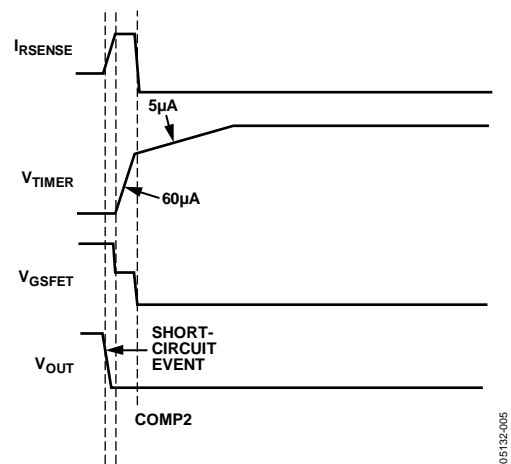 IRSENSE
5µA
VTIMER
60µA
VGSFET
SHORT-
CIRCUIT
EVENT
VOUT
COMP2
05132-005